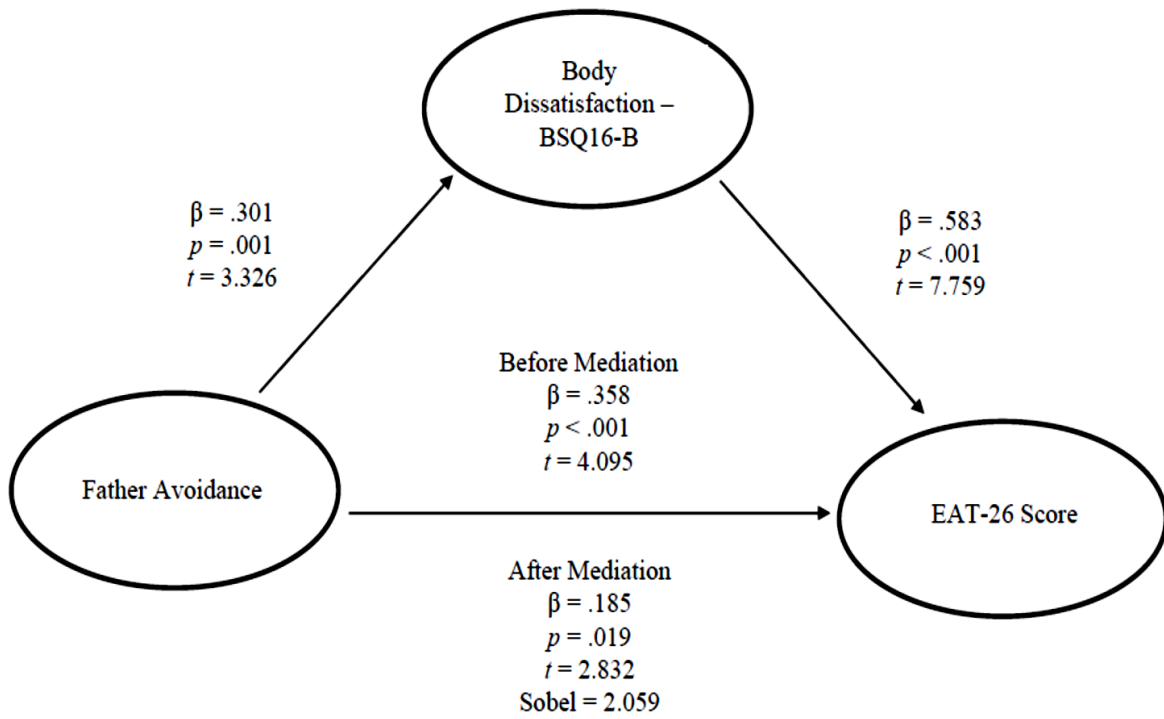 Body
Dissatisfaction –
BSQ16-B
β = .301
p = .001
t = 3.326
β = .583
p < .001
t = 7.759
Before Mediation
β = .358
p < .001
t = 4.095
Father Avoidance
EAT-26 Score
After Mediation
β = .185
p = .019
t = 2.832
Sobel = 2.059